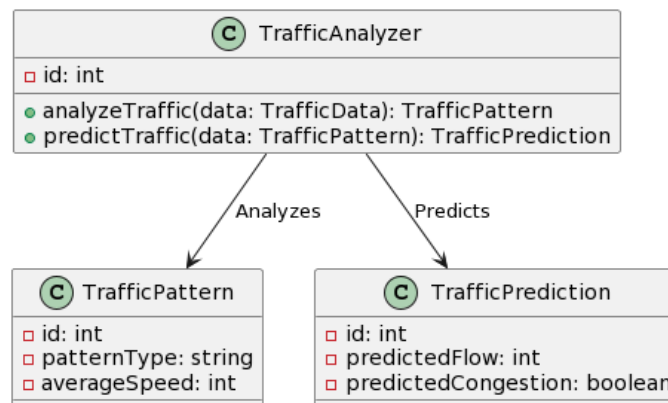 C TrafficAnalyzer
id: int
analyzeTraffic(data: TrafficData): TrafficPattern
predictTraffic(data: TrafficPattern): TrafficPrediction
Analyzes
Predicts
C TrafficPattern
id: int
patternType: string
averageSpeed: int
C TrafficPrediction
id: int
predictedFlow: int
predictedCongestion: boolean